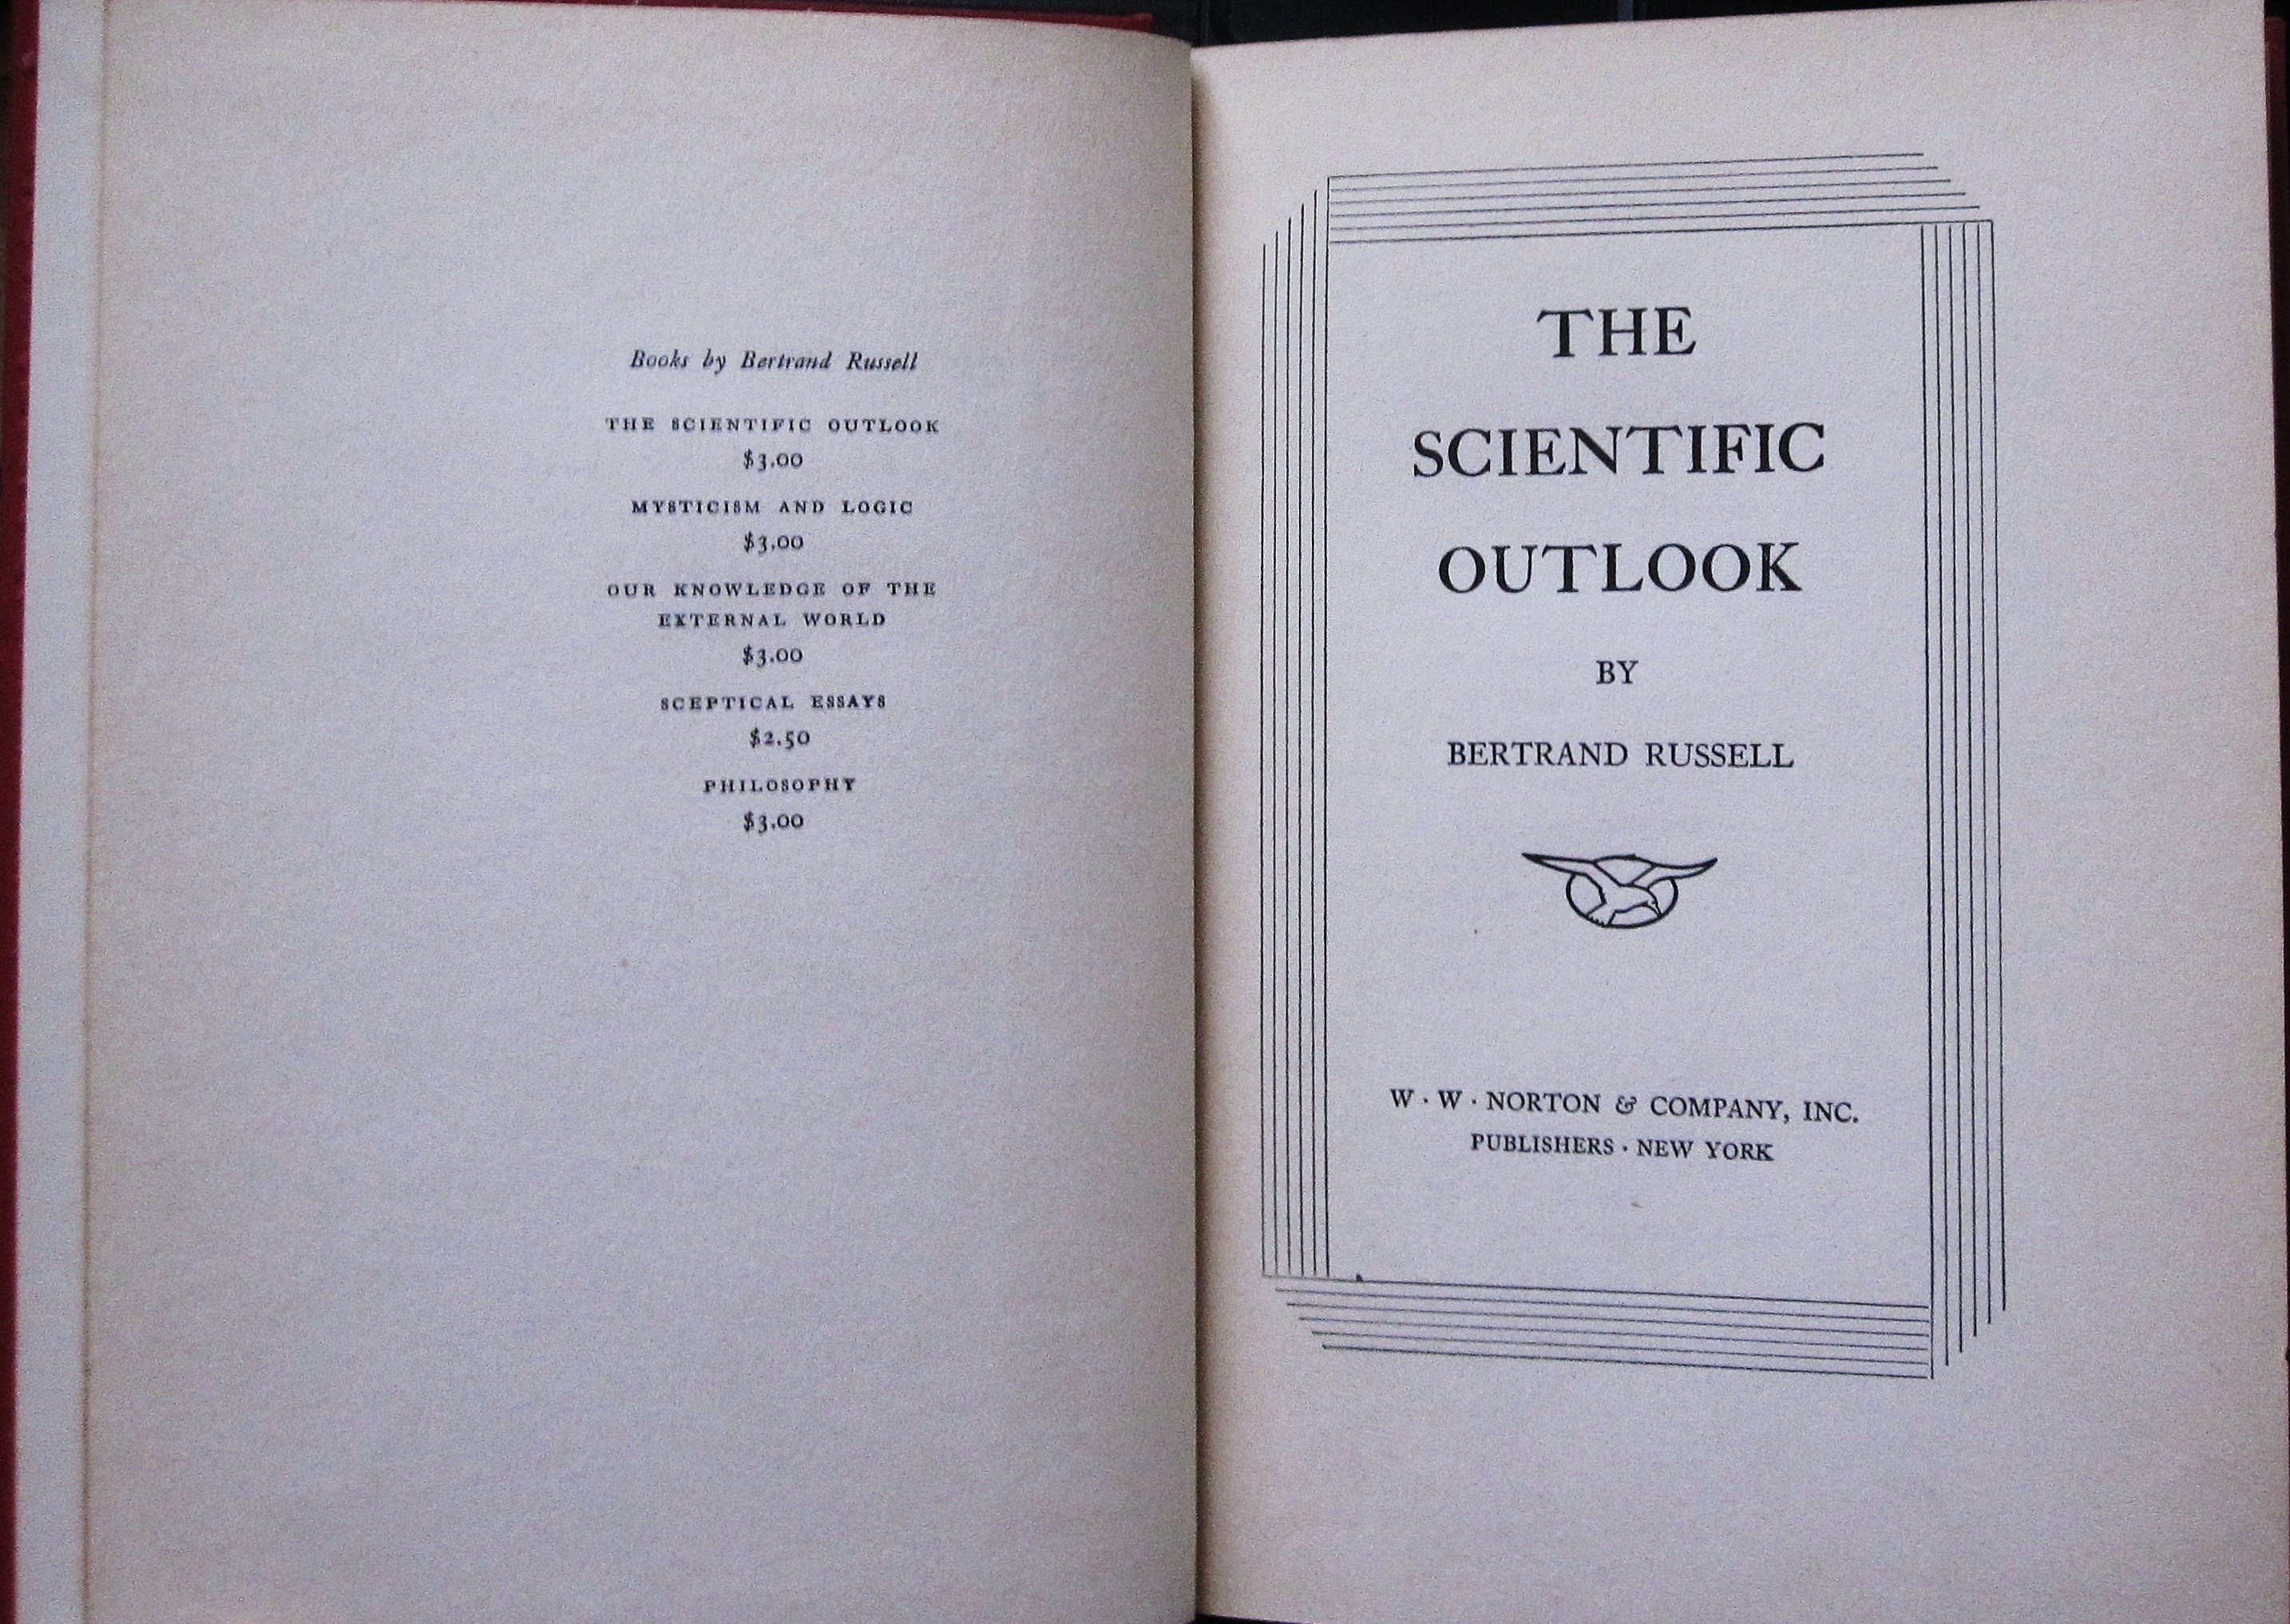 Books by Bertrand Russell
THE SCIENTIFIC OUTLOOK
$3.00
MYSTICISM AND LOGIC
$3.00
OUR KNOWLEDGE OF THE
EXTERNAL WORLD
$3.00
SCEPTICAL ESSAYS
$2.50
PHILOSOPHY
$3.00
THE
SCIENTIFIC
OUTLOOK
BY
BERTRAND RUSSELL
W · W · NORTON & COMPANY, INC.
PUBLISHERS · NEW YORK